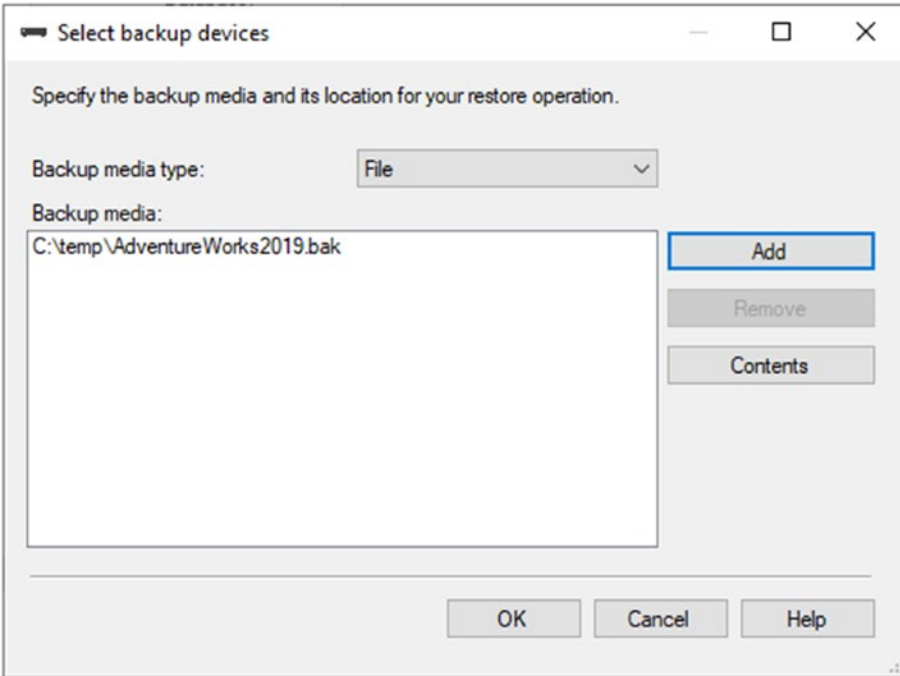 Select backup devices
Specify the backup media and its location for your restore operation.
Backup media type:
File
Backup media:
C:\temp\AdventureWorks2019.bak
Add
Remove
Contents
OK
Cancel
Help